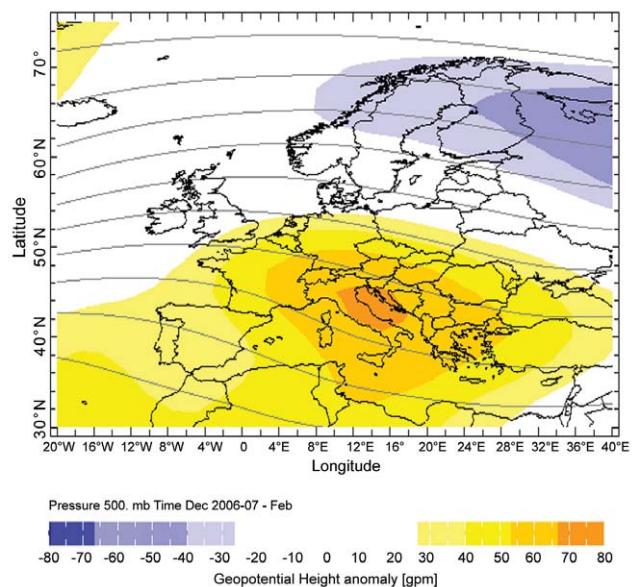 70°
60°N
50°N
40°N
30°N
Latitude
20°W 16°W 12°W 8°W 4°W 0 4°E 8°E 12°E 16°E 20°E 24°E 28°E 32°E 36°E 40°E
Longitude
Pressure 500. mb Time Dec 2006-07 - Feb
-80 -70 -60 -50 -40 -30 -20 -10 0 10 20 30 40 50 60 70 80
Geopotential Height anomaly [gpm]